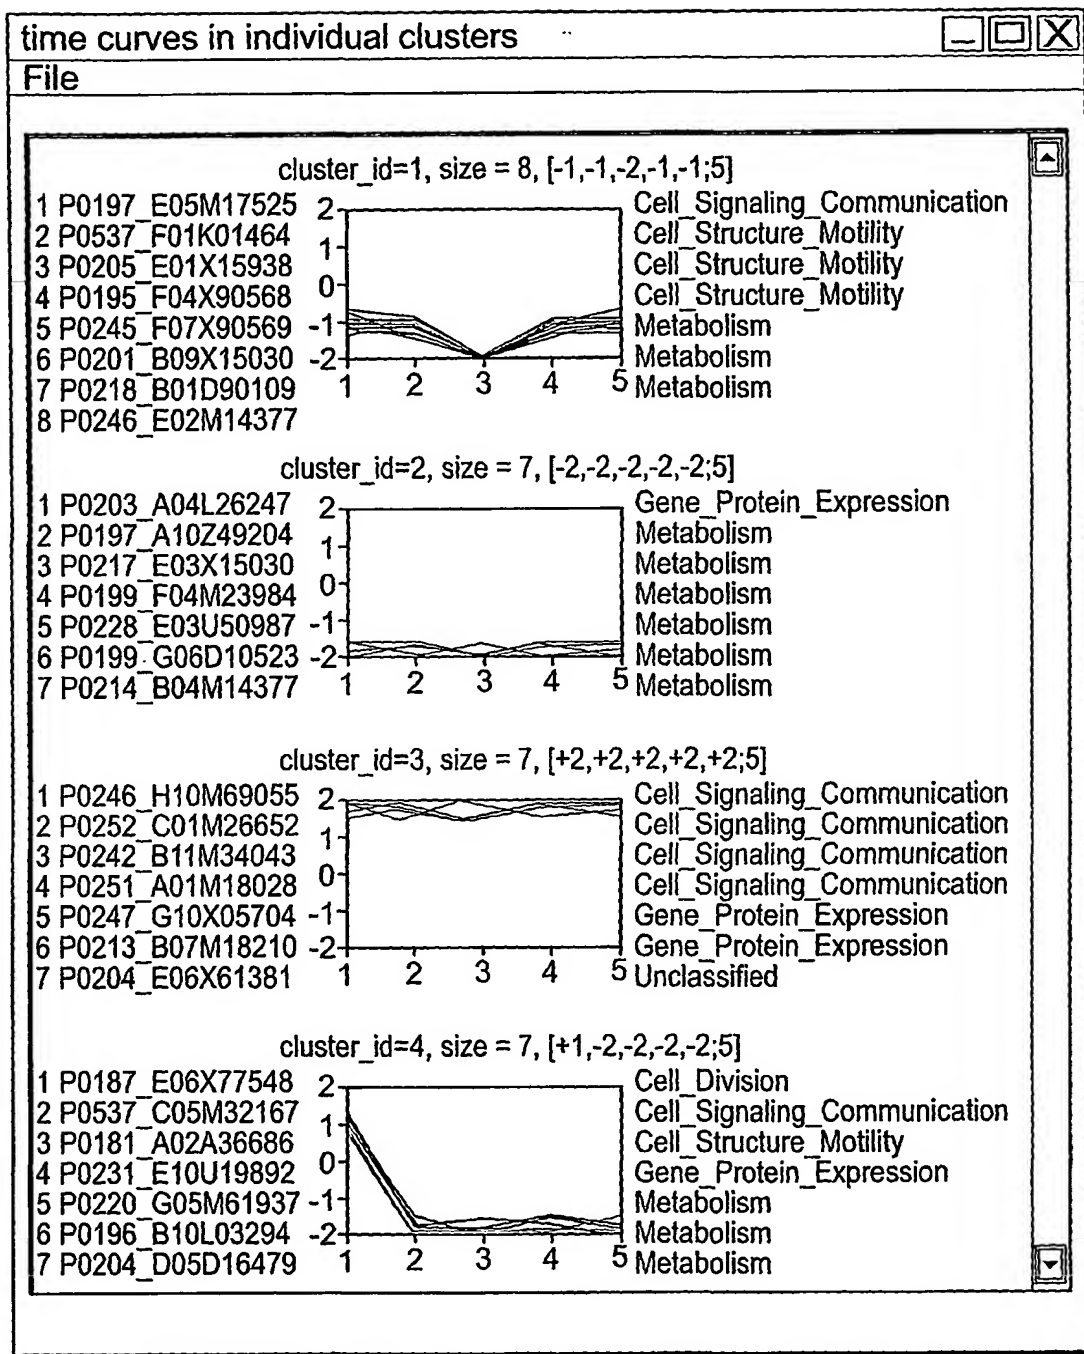 time curves in individual clusters
File
cluster_id=1, size = 8, [-1,-1,-2,-1,-1;5]
1 P0197_E05M17525 2 Cell_Signaling_Communication
2 P0537_F01K01464 1 Cell_Structure_Motility
3 P0205_E01X15938 0 Cell_Structure_Motility
4 P0195_F04X90568 Cell_Structure_Motility
5 P0245_F07X90569 -1 Metabolism
6 P0201_B09X15030 -2 Metabolism
7 P0218_B01D90109 1 2 3 4 5 Metabolism
8 P0246_E02M14377
cluster_id=2, size = 7, [-2,-2,-2,-2,-2;5]
1 P0203_A04L26247 2 Gene_Protein_Expression
2 P0197_A10Z49204 1 Metabolism
3 P0217_E03X15030 0 Metabolism
4 P0199_F04M23984 Metabolism
5 P0228_E03U50987 -1 Metabolism
6 P0199_G06D10523 -2 Metabolism
7 P0214_B04M14377 1 2 3 4 5 Metabolism
cluster_id=3, size = 7, [+2,+2,+2,+2,+2;5]
1 P0246_H10M69055 2 Cell_Signaling_Communication
2 P0252_C01M26652 1 Cell_Signaling_Communication
3 P0242_B11M34043 0 Cell_Signaling_Communication
4 P0251_A01M18028 Cell_Signaling_Communication
5 P0247_G10X05704 -1 Gene_Protein_Expression
6 P0213_B07M18210 -2 Gene_Protein_Expression
7 P0204_E06X61381 1 2 3 4 5 Unclassified
cluster_id=4, size = 7, [+1,-2,-2,-2,-2;5]
1 P0187_E06X77548 2 Cell_Division
2 P0537_C05M32167 1 Cell_Signaling_Communication
3 P0181_A02A36686 0 Cell_Structure_Motility
4 P0231_E10U19892 Gene_Protein_Expression
5 P0220_G05M61937 -1 Metabolism
6 P0196_B10L03294 -2 Metabolism
7 P0204_D05D16479 1 2 3 4 5 Metabolism